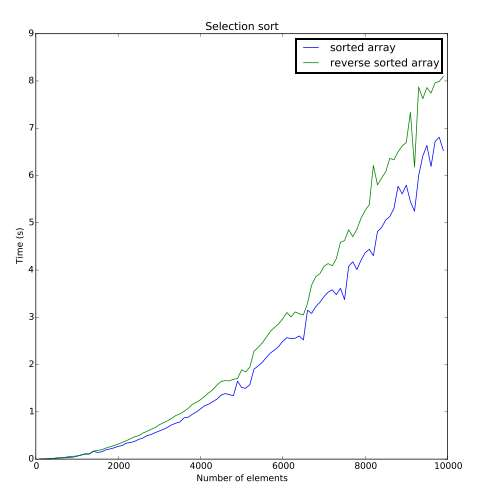 Selection sort
sorted array
reverse sorted array
9
8
7
6
5
4
3
2
1
0
Time (s)
0 2000 4000 6000 8000 10000
Number of elements